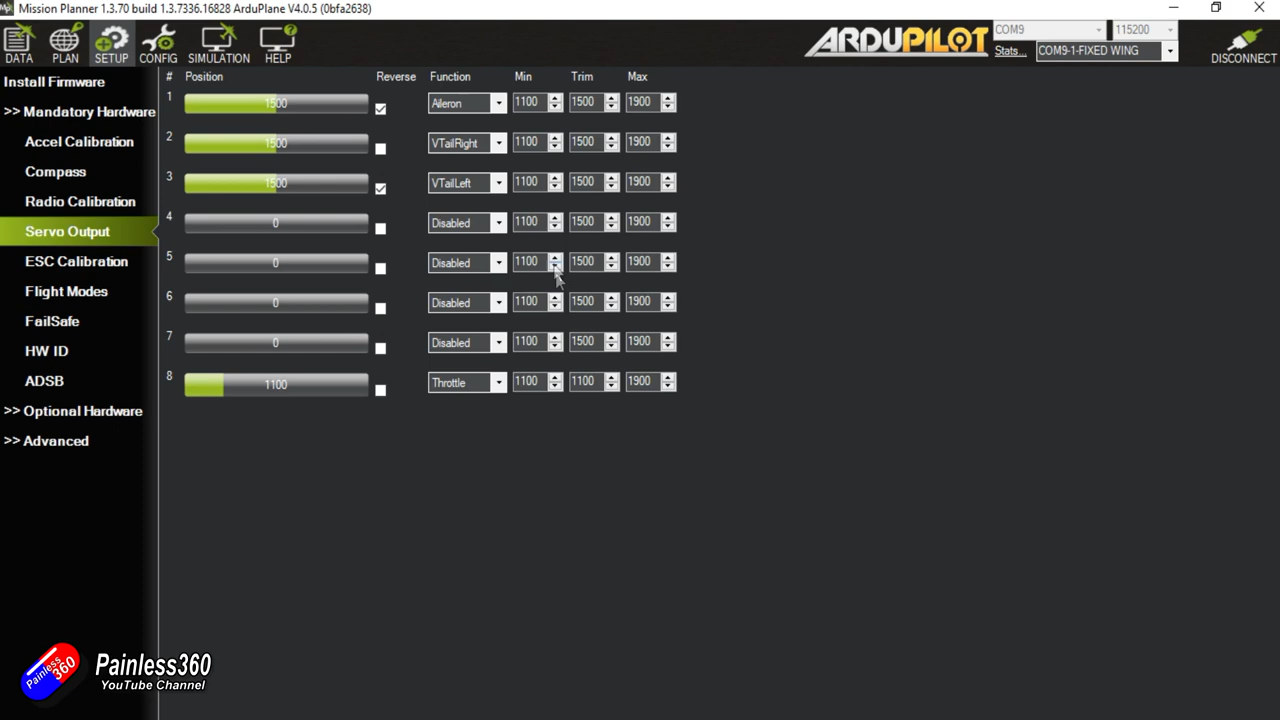 Mission Planner 1.3.70 build 1.3.7336.16828 ArduPlane V4.0.5 (0bfa2638)
DATA PLAN SETUP CONFIG SIMULATION HELP
ARDUPILOT
COM9 115200
Stats... COM9-1-FIXED WING
DISCONNECT
Install Firmware
>> Mandatory Hardware
Accel Calibration
Compass
Radio Calibration
Servo Output
ESC Calibration
Flight Modes
FailSafe
HW ID
ADSB
>> Optional Hardware
>> Advanced
# Position Reverse Function Min Trim Max
1 1500 Aileron 1100 1500 1900
2 1500 VTailRight 1100 1500 1900
3 1500 VTailLeft 1100 1500 1900
4 0 Disabled 1100 1500 1900
5 0 Disabled 1100 1500 1900
6 0 Disabled 1100 1500 1900
7 0 Disabled 1100 1500 1900
8 1100 Throttle 1100 1100 1900
Painless 360
Painless360
YouTube Channel